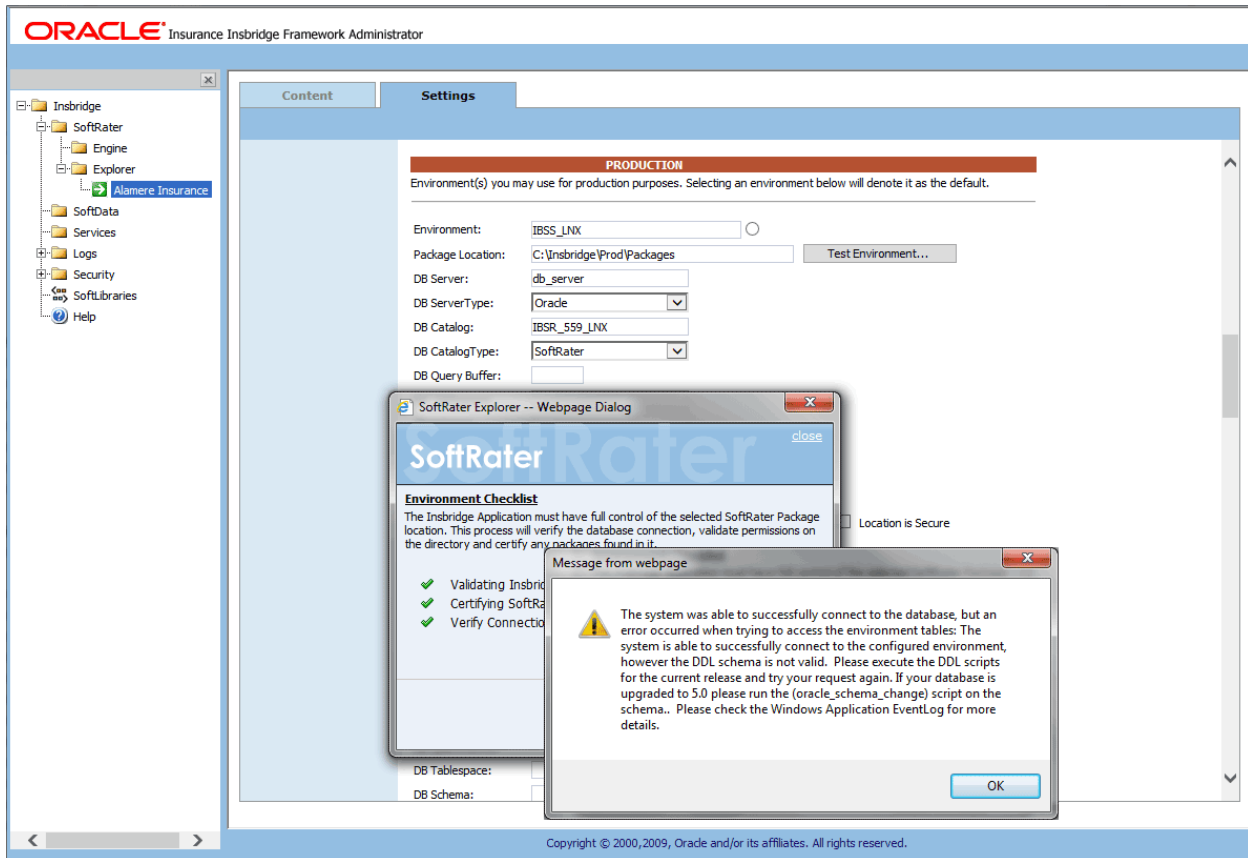 ORACLE® Insurance Insbridge Framework Administrator
Insbridge
SoftRater
Engine
Explorer
Alamere Insurance
SoftData
Services
Logs
Security
SoftLibraries
Help
Content
Settings
PRODUCTION
Environment(s) you may use for production purposes. Selecting an environment below will denote it as the default.
Environment: IBSS_LNX
Package Location: C:\Insbridge\Prod\Packages Test Environment...
DB Server: db_server
DB ServerType: Oracle
DB Catalog: IBSR_559_LNX
DB CatalogType: SoftRater
DB Query Buffer:
Location is Secure
DB Tablespace:
DB Schema:
SoftRater Explorer -- Webpage Dialog
SoftRater
close
SoftRater
Environment Checklist
The Insbridge Application must have full control of the selected SoftRater Package
location. This process will verify the database connection, validate permissions on
the directory and certify any packages found in it.
Validating
Certifying
Verify
Message from webpage
The system was able to successfully connect to the database, but an
error occurred when trying to access the environment tables: The
system is able to successfully connect to the configured environment,
however the DDL schema is not valid. Please execute the DDL scripts
for the current release and try your request again. If your database is
upgraded to 5.0 please run the (oracle_schema_change) script on the
schema.. Please check the Windows Application EventLog for more
details.
OK
Copyright © 2000,2009, Oracle and/or its affiliates. All rights reserved.